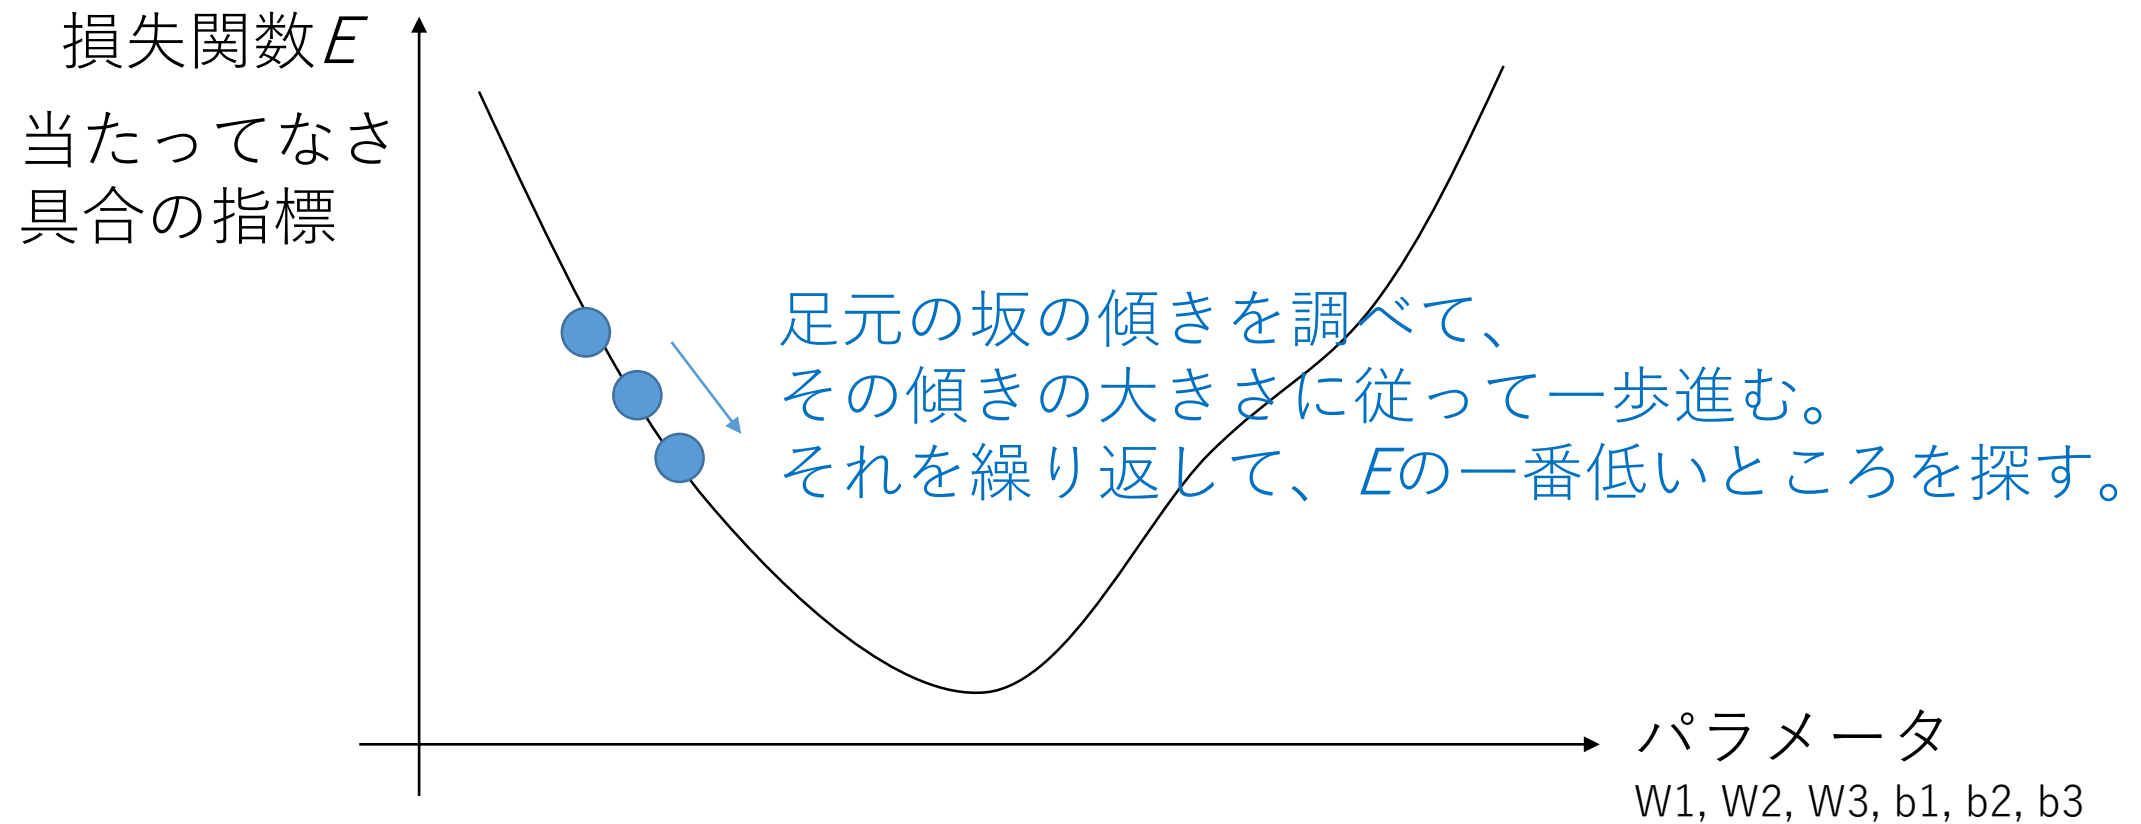 損失関数E
当たってなさ
具合の指標
足元の坂の傾きを調べて、
その傾きの大きさに従って一歩進む。
それを繰り返して、Eの一番低いところを探す。
パラメータ
W1, W2, W3, b1, b2, b3